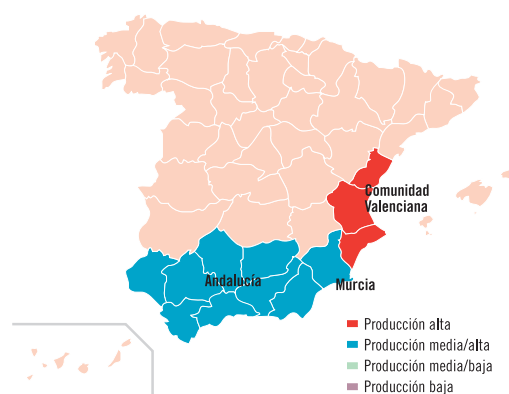 Comunidad
Valenciana
Andalucía
Murcia
Producción alta
Producción media/alta
Producción media/baja
Producción baja